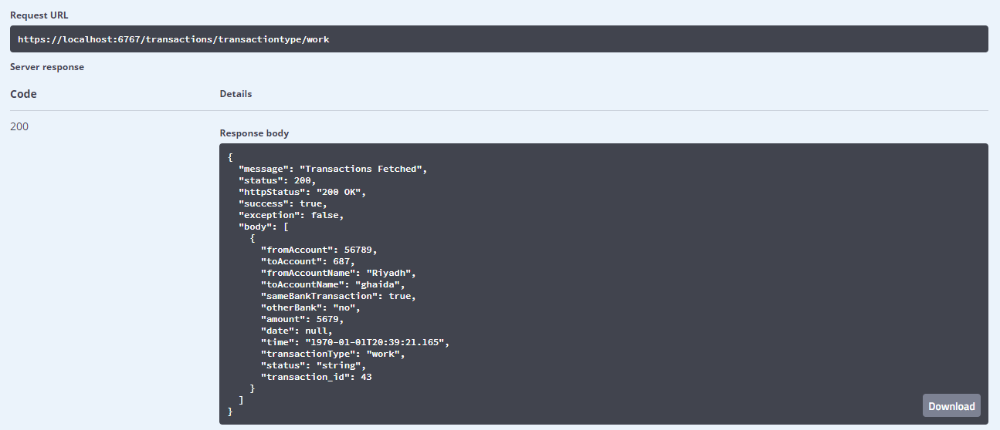 Request URL
https://localhost:6767/transactions/transactiontype/work
Server response
Code Details
200
Response body
{
  "message": "Transactions Fetched",
  "status": 200,
  "httpStatus": "200 OK",
  "success": true,
  "exception": false,
  "body": [
    {
      "fromAccount": 56789,
      "toAccount": 687,
      "fromAccountName": "Riyadh",
      "toAccountName": "ghaida",
      "sameBankTransaction": true,
      "otherBank": "no",
      "amount": 5679,
      "date": null,
      "time": "1970-01-01T20:39:21.165",
      "transactionType": "work",
      "status": "string",
      "transaction_id": 43
    }
  ]
}
Download